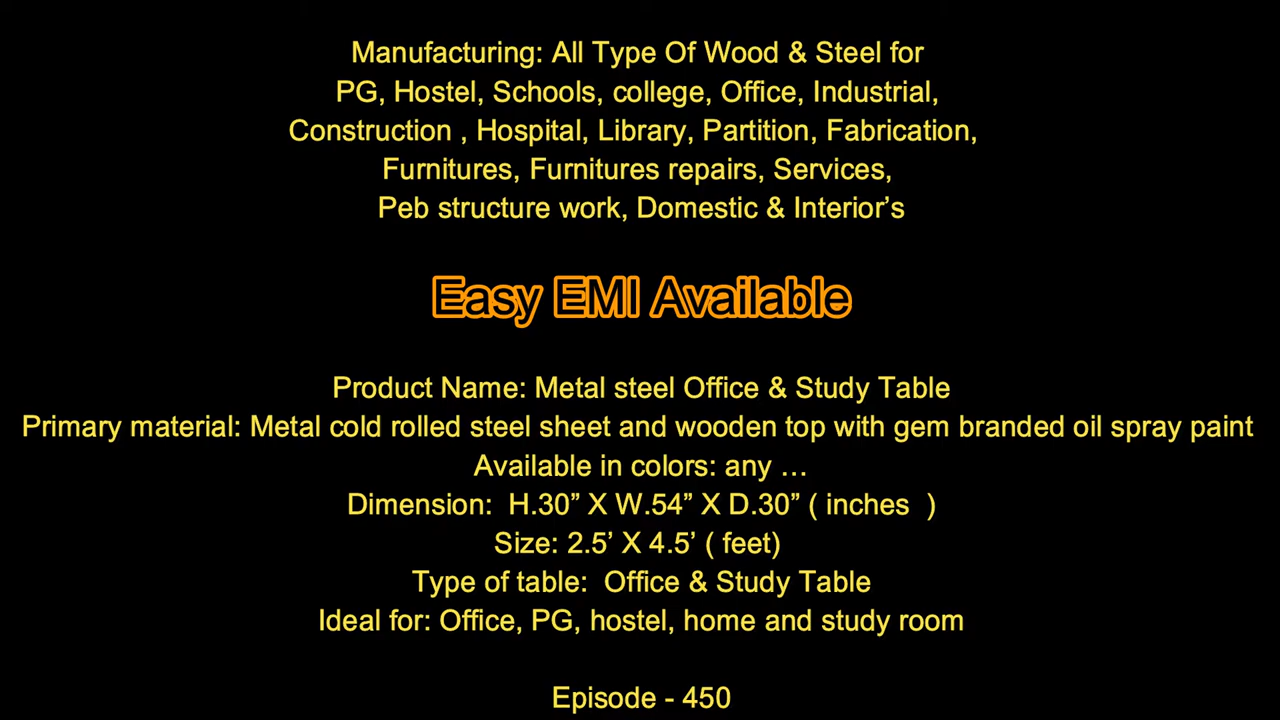 Manufacturing: All Type Of Wood & Steel for
PG, Hostel, Schools, college, Office, Industrial,
Construction , Hospital, Library, Partition, Fabrication,
Furnitures, Furnitures repairs, Services,
Peb structure work, Domestic & Interior’s
Easy EMI Available
Product Name: Metal steel Office & Study Table
Primary material: Metal cold rolled steel sheet and wooden top with gem branded oil spray paint
Available in colors: any …
Dimension:  H.30” X W.54” X D.30” ( inches  )
Size: 2.5’ X 4.5’ ( feet)
Type of table:  Office & Study Table
Ideal for: Office, PG, hostel, home and study room
Episode - 450